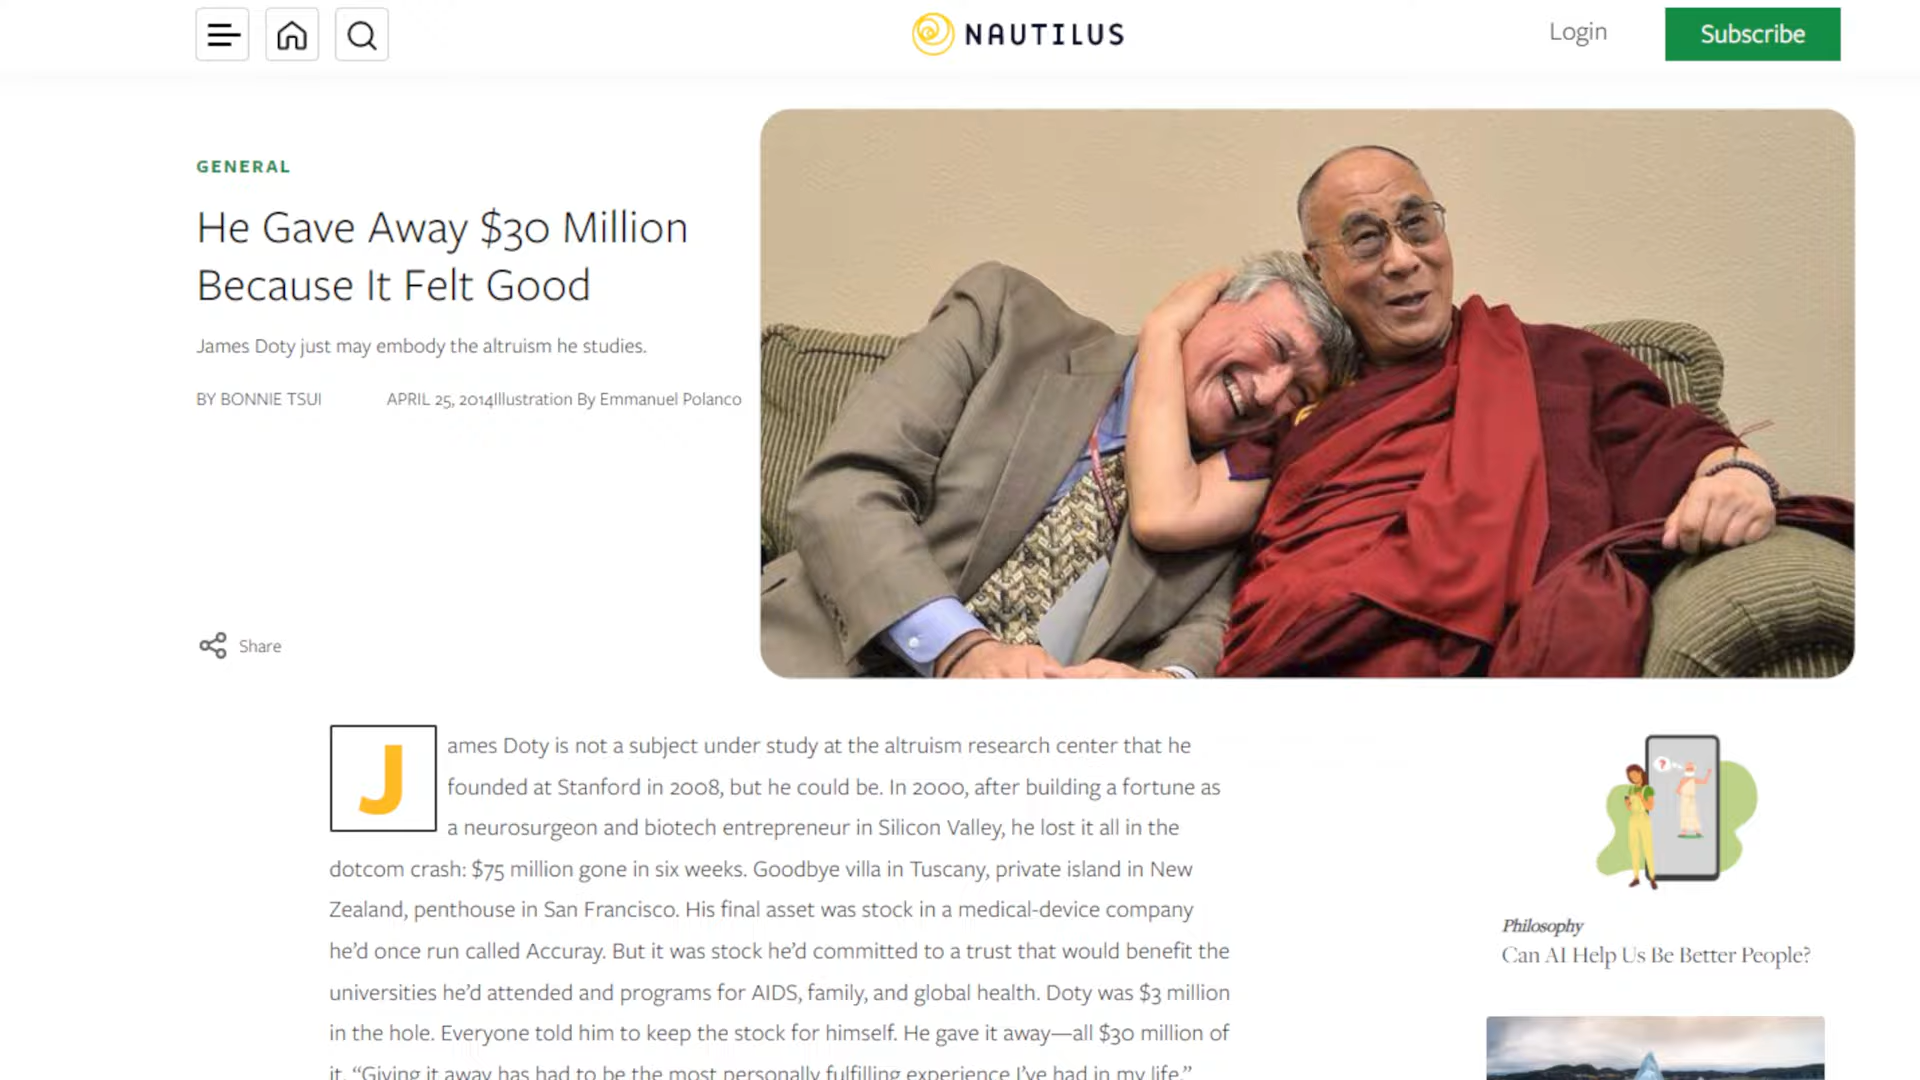 NAUTILUS
Login
Subscribe
GENERAL
He Gave Away $30 Million
Because It Felt Good
James Doty just may embody the altruism he studies.
BY BONNIE TSUI
APRIL 25, 2014Illustration By Emmanuel Polanco
Share
James Doty is not a subject under study at the altruism research center that he
founded at Stanford in 2008, but he could be. In 2000, after building a fortune as
a neurosurgeon and biotech entrepreneur in Silicon Valley, he lost it all in the
dotcom crash: $75 million gone in six weeks. Goodbye villa in Tuscany, private island in New
Zealand, penthouse in San Francisco. His final asset was stock in a medical-device company
he’d once run called Accuray. But it was stock he’d committed to a trust that would benefit the
universities he’d attended and programs for AIDS, family, and global health. Doty was $3 million
in the hole. Everyone told him to keep the stock for himself. He gave it away—all $30 million of
it. “Giving it away has had to be the most personally fulfilling experience I’ve had in my life.”
?
Philosophy
Can AI Help Us Be Better People?